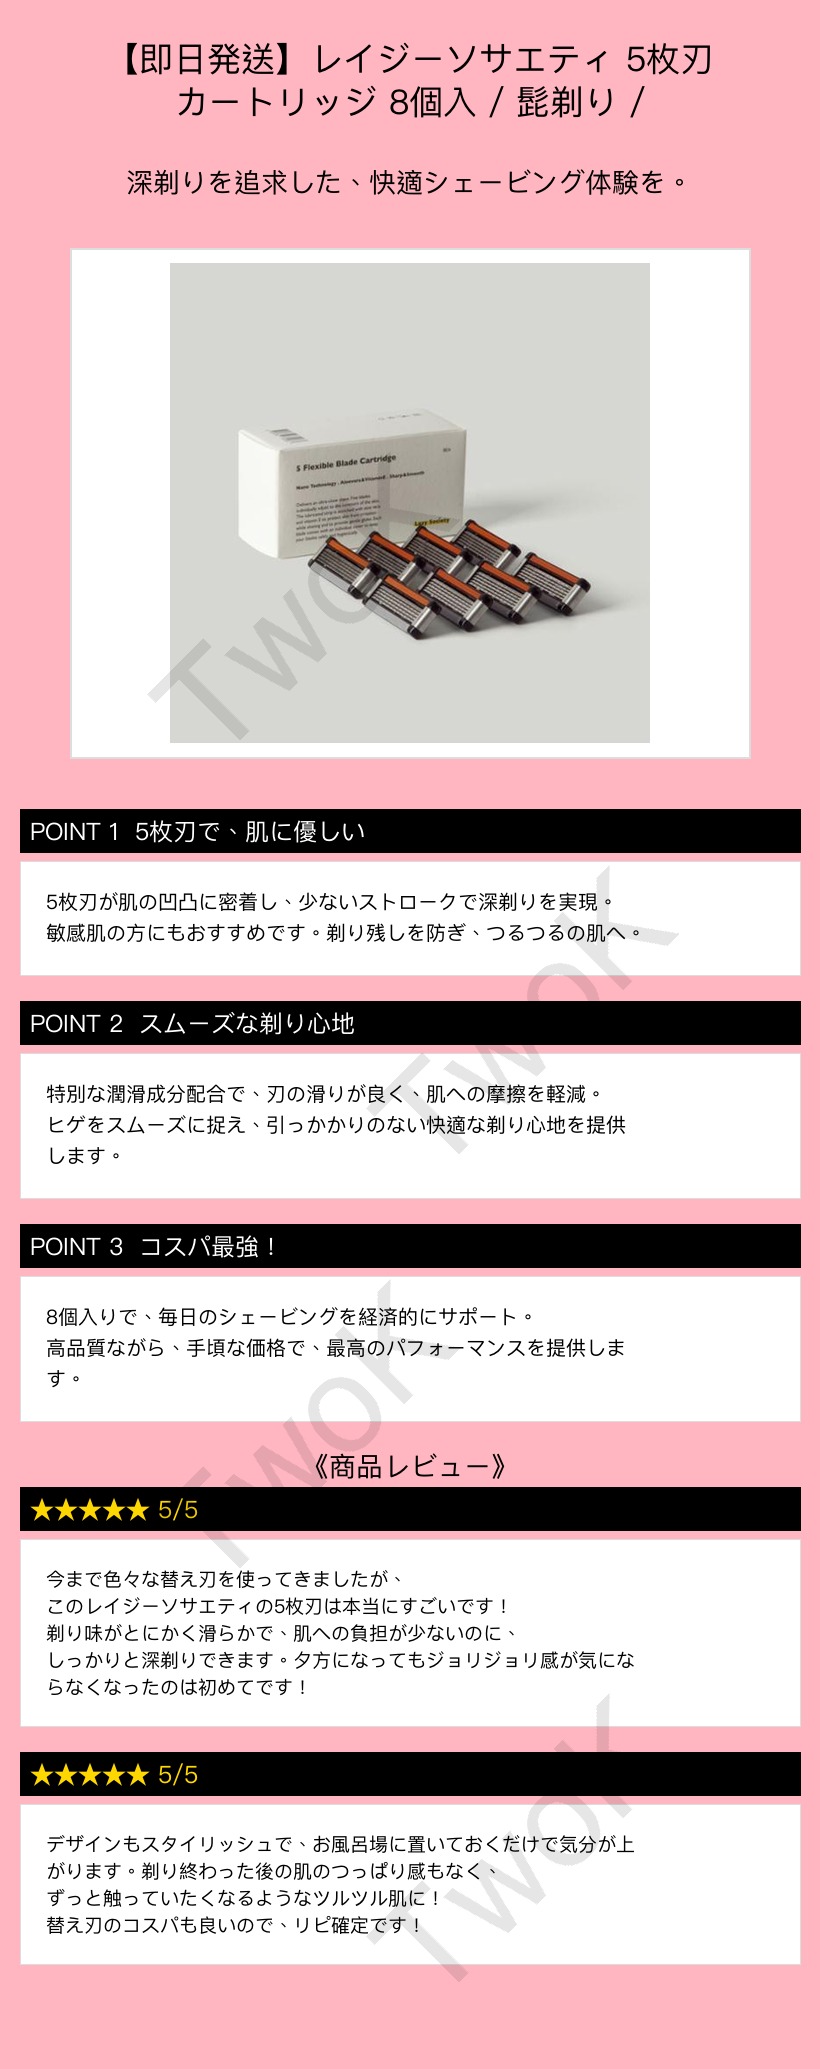 【即日発送】レイジーソサエティ 5枚刃
カートリッジ 8個入 / 髭剃り /
深剃りを追求した、快適シェービング体験を。
5 Flexible Blade Cartridge
Nano Technology . Aloevera&VitaminE . Sharp&Smooth
Lazy Society
TwoK
POINT 1 5枚刃で、肌に優しい
5枚刃が肌の凹凸に密着し、少ないストロークで深剃りを実現。
敏感肌の方にもおすすめです。剃り残しを防ぎ、つるつるの肌へ。
TwoK
POINT 2 スムーズな剃り心地
特別な潤滑成分配合で、刃の滑りが良く、肌への摩擦を軽減。
ヒゲをスムーズに捉え、引っかかりのない快適な剃り心地を提供
します。
POINT 3 コスパ最強！
8個入りで、毎日のシェービングを経済的にサポート。
高品質ながら、手頃な価格で、最高のパフォーマンスを提供しま
す。
TwoK
《商品レビュー》
★★★★★ 5/5
今まで色々な替え刃を使ってきましたが、
このレイジーソサエティの5枚刃は本当にすごいです！
剃り味がとにかく滑らかで、肌への負担が少ないのに、
しっかりと深剃りできます。夕方になってもジョリジョリ感が気にな
らなくなったのは初めてです！
★★★★★ 5/5
デザインもスタイリッシュで、お風呂場に置いておくだけで気分が上
がります。剃り終わった後の肌のつっぱり感もなく、
ずっと触っていたくなるようなツルツル肌に！
替え刃のコスパも良いので、リピ確定です！
TwoK